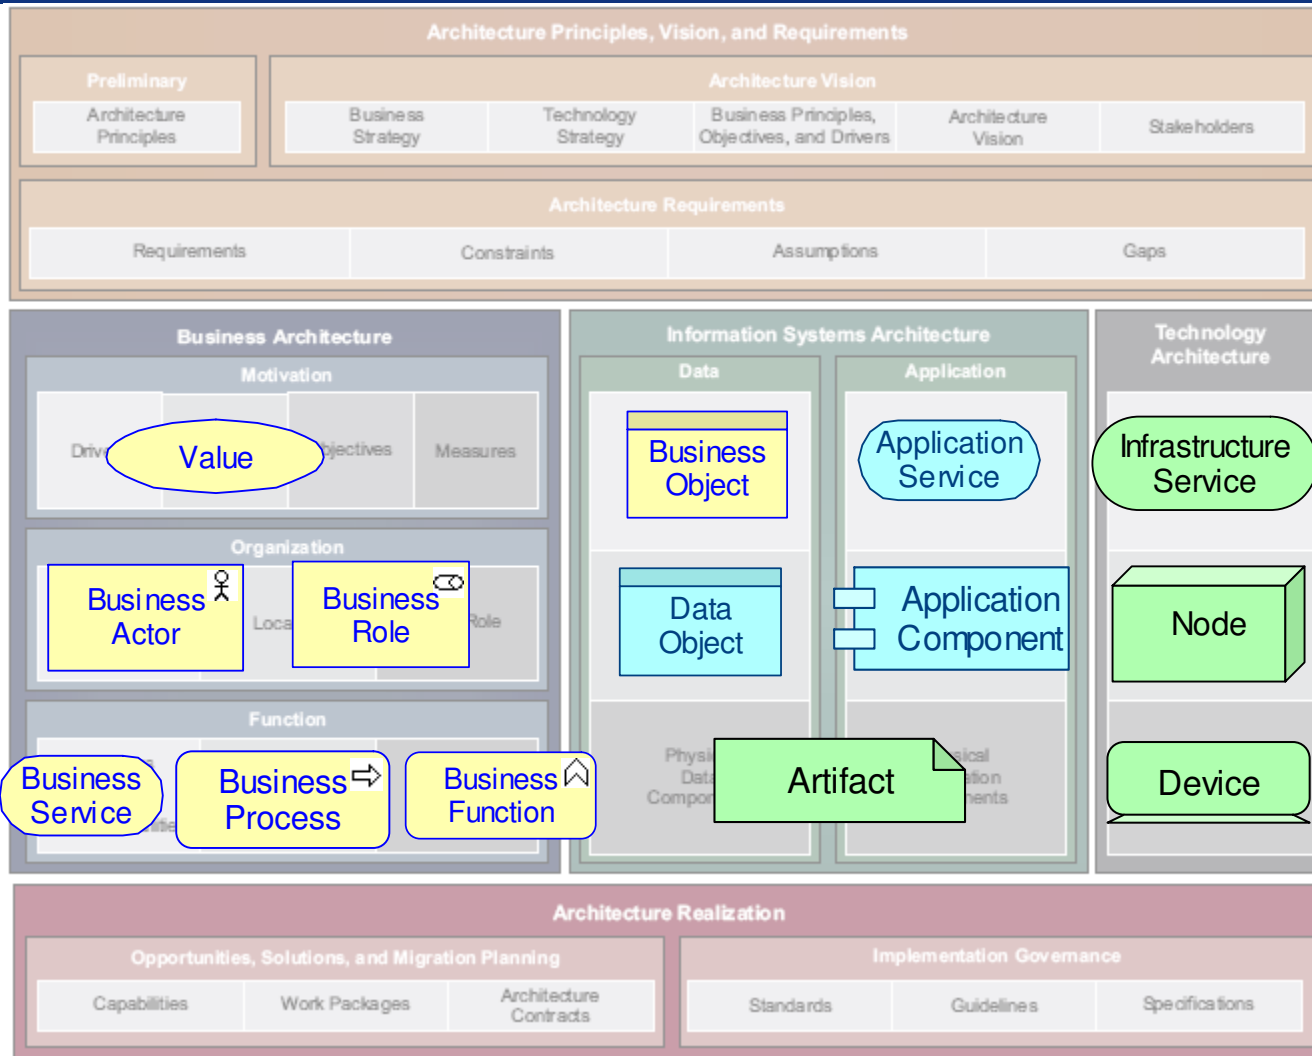 Architecture Principles, Vision, and Requirements
Preliminary
Architecture Vision
Architecture
Principles
Business
Strategy
Technology
Strategy
Business Principles,
Objectives, and Drivers
Architecture
Vision
Stakeholders
Architecture Requirements
Requirements
Constraints
Assumptions
Gaps
Business Architecture
Motivation
Value
Measures
Organization
Business
Actor
Business
Role
Role
Function
Business
Service
Business
Process
Business
Function
Information Systems Architecture
Data
Application
Business
Object
Application
Service
Data
Object
Application
Component
Artifact
Technology
Architecture
Infrastructure
Service
Node
Device
Architecture Realization
Opportunities, Solutions, and Migration Planning
Capabilities
Work Packages
Architecture
Contracts
Implementation Governance
Standards
Guidelines
Specifications